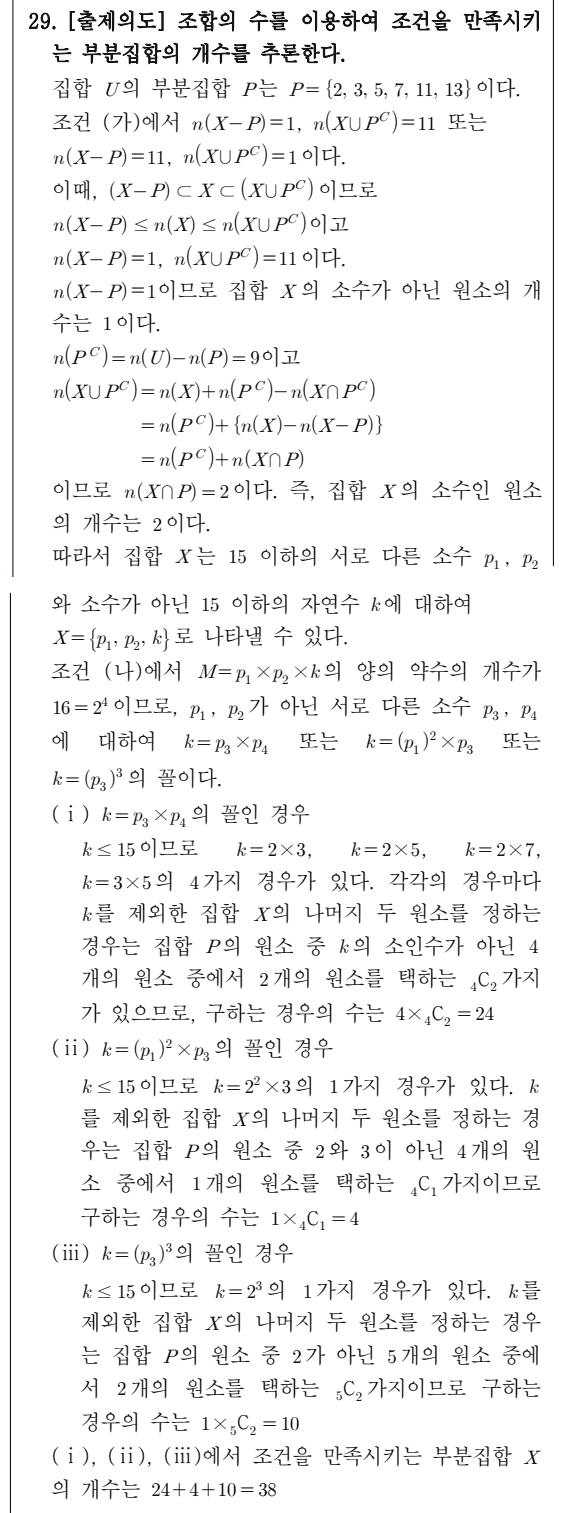 29. [출제의도] 조합의 수를 이용하여 조건을 만족시키
는 부분집합의 개수를 추론한다.
집합 U의 부분집합 P는 P={2, 3, 5, 7, 11, 13}이다.
조건 (가)에서 n(X-P)=1, n(X∪P^C)=11 또는
n(X-P)=11, n(X∪P^C)=1이다.
이때, (X-P)⊂X⊂(X∪P^C)이므로
n(X-P)≤n(X)≤n(X∪P^C)이고
n(X-P)=1, n(X∪P^C)=11이다.
n(X-P)=1이므로 집합 X의 소수가 아닌 원소의 개
수는 1이다.
n(P^C)=n(U)-n(P)=9이고
n(X∪P^C)=n(X)+n(P^C)-n(X∩P^C)
=n(P^C)+{n(X)-n(X-P)}
=n(P^C)+n(X∩P)
이므로 n(X∩P)=2이다. 즉, 집합 X의 소수인 원소
의 개수는 2이다.
따라서 집합 X는 15 이하의 서로 다른 소수 p₁, p₂
와 소수가 아닌 15 이하의 자연수 k에 대하여
X={p₁, p₂, k}로 나타낼 수 있다.
조건 (나)에서 M=p₁×p₂×k의 양의 약수의 개수가
16=2⁴이므로, p₁, p₂가 아닌 서로 다른 소수 p₃, p₄
에 대하여 k=p₃×p₄ 또는 k=(p₁)²×p₃ 또는
k=(p₃)³의 꼴이다.
(ⅰ) k=p₃×p₄의 꼴인 경우
k≤15이므로 k=2×3, k=2×5, k=2×7,
k=3×5의 4가지 경우가 있다. 각각의 경우마다
k를 제외한 집합 X의 나머지 두 원소를 정하는
경우는 집합 P의 원소 중 k의 소인수가 아닌 4
개의 원소 중에서 2개의 원소를 택하는 ₄C₂가지
가 있으므로, 구하는 경우의 수는 4×₄C₂=24
(ⅱ) k=(p₁)²×p₃의 꼴인 경우
k≤15이므로 k=2²×3의 1가지 경우가 있다. k
를 제외한 집합 X의 나머지 두 원소를 정하는 경
우는 집합 P의 원소 중 2와 3이 아닌 4개의 원
소 중에서 1개의 원소를 택하는 ₄C₁가지이므로
구하는 경우의 수는 1×₄C₁=4
(ⅲ) k=(p₃)³의 꼴인 경우
k≤15이므로 k=2³의 1가지 경우가 있다. k를
제외한 집합 X의 나머지 두 원소를 정하는 경우
는 집합 P의 원소 중 2가 아닌 5개의 원소 중에
서 2개의 원소를 택하는 ₅C₂가지이므로 구하는
경우의 수는 1×₅C₂=10
(ⅰ), (ⅱ), (ⅲ)에서 조건을 만족시키는 부분집합 X
의 개수는 24+4+10=38